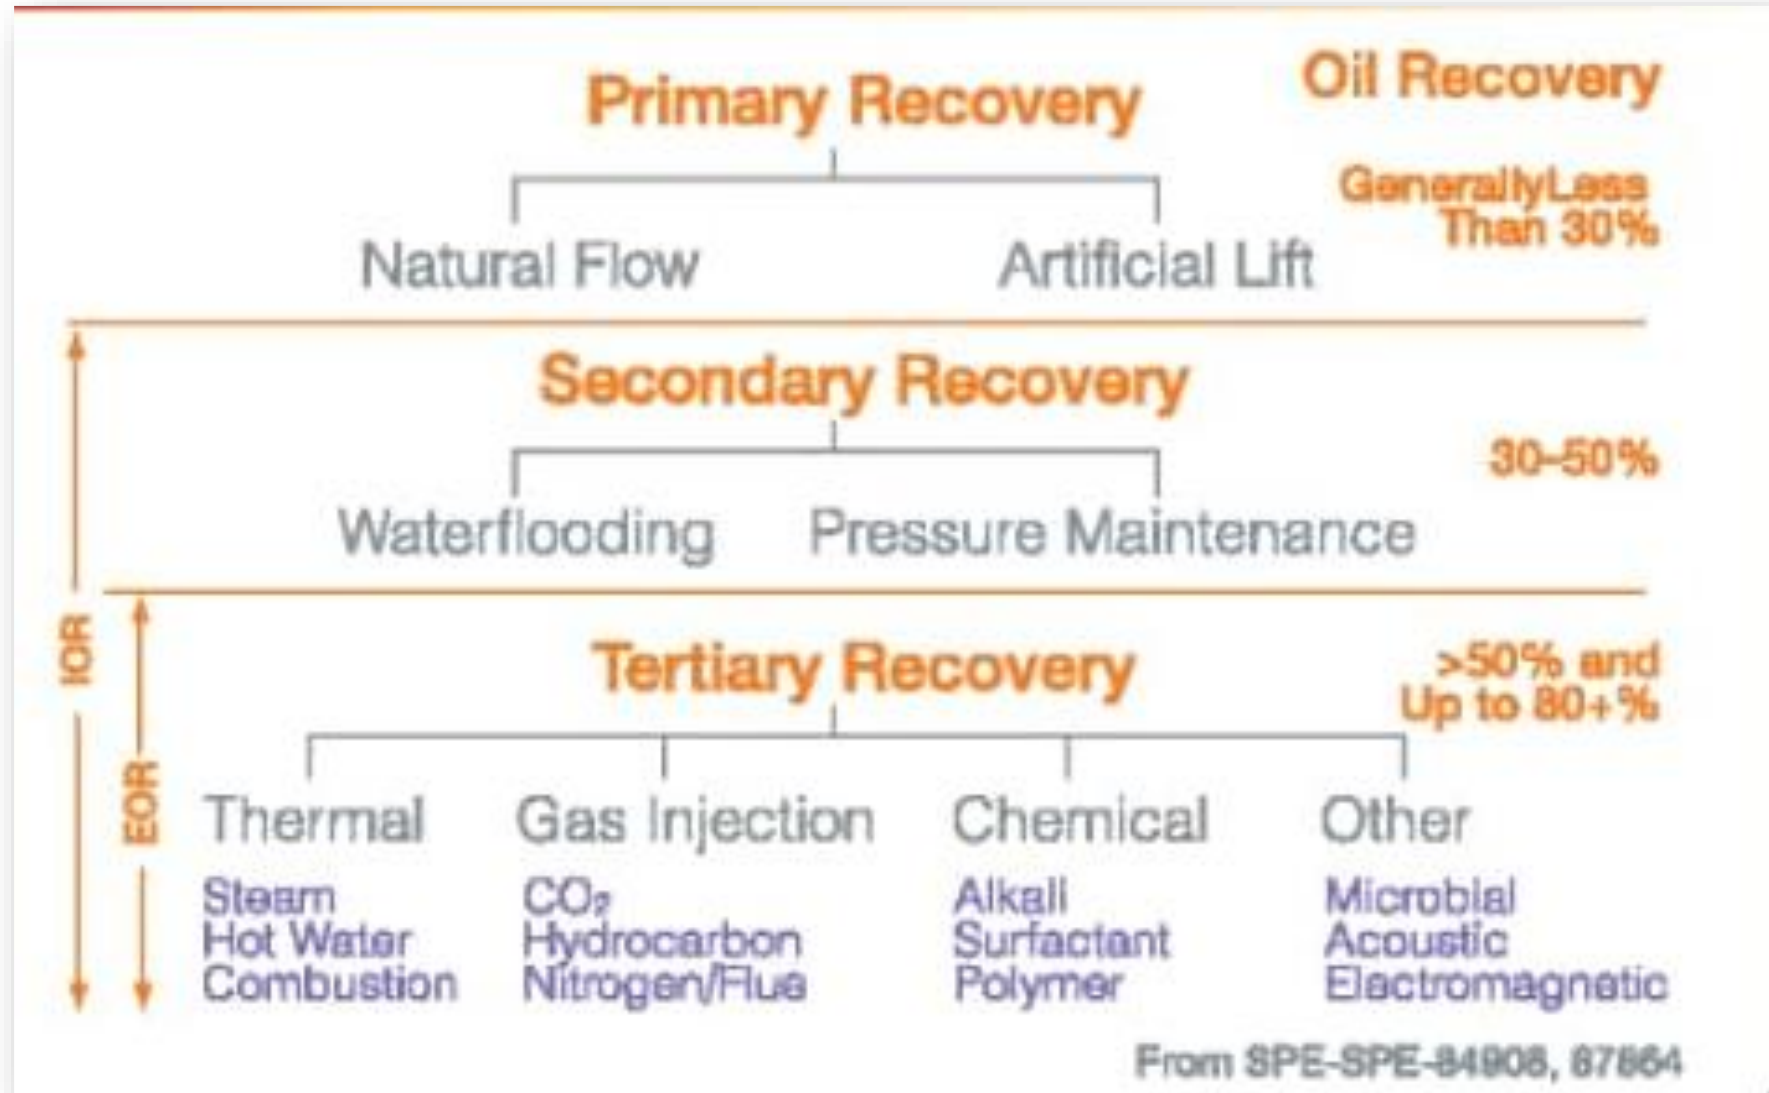 Oil Recovery
Primary Recovery
GenerallyLess
Than 30%
Natural Flow
Artificial Lift
Secondary Recovery
30-50%
Waterflooding
Pressure Maintenance
IOR
Tertiary Recovery
>50% and
Up to 80+%
EOR
Thermal
Steam
Hot Water
Combustion
Gas Injection
CO₂
Hydrocarbon
Nitrogen/Flue
Chemical
Alkali
Surfactant
Polymer
Other
Microbial
Acoustic
Electromagnetic
From SPE-SPE-84908, 87864